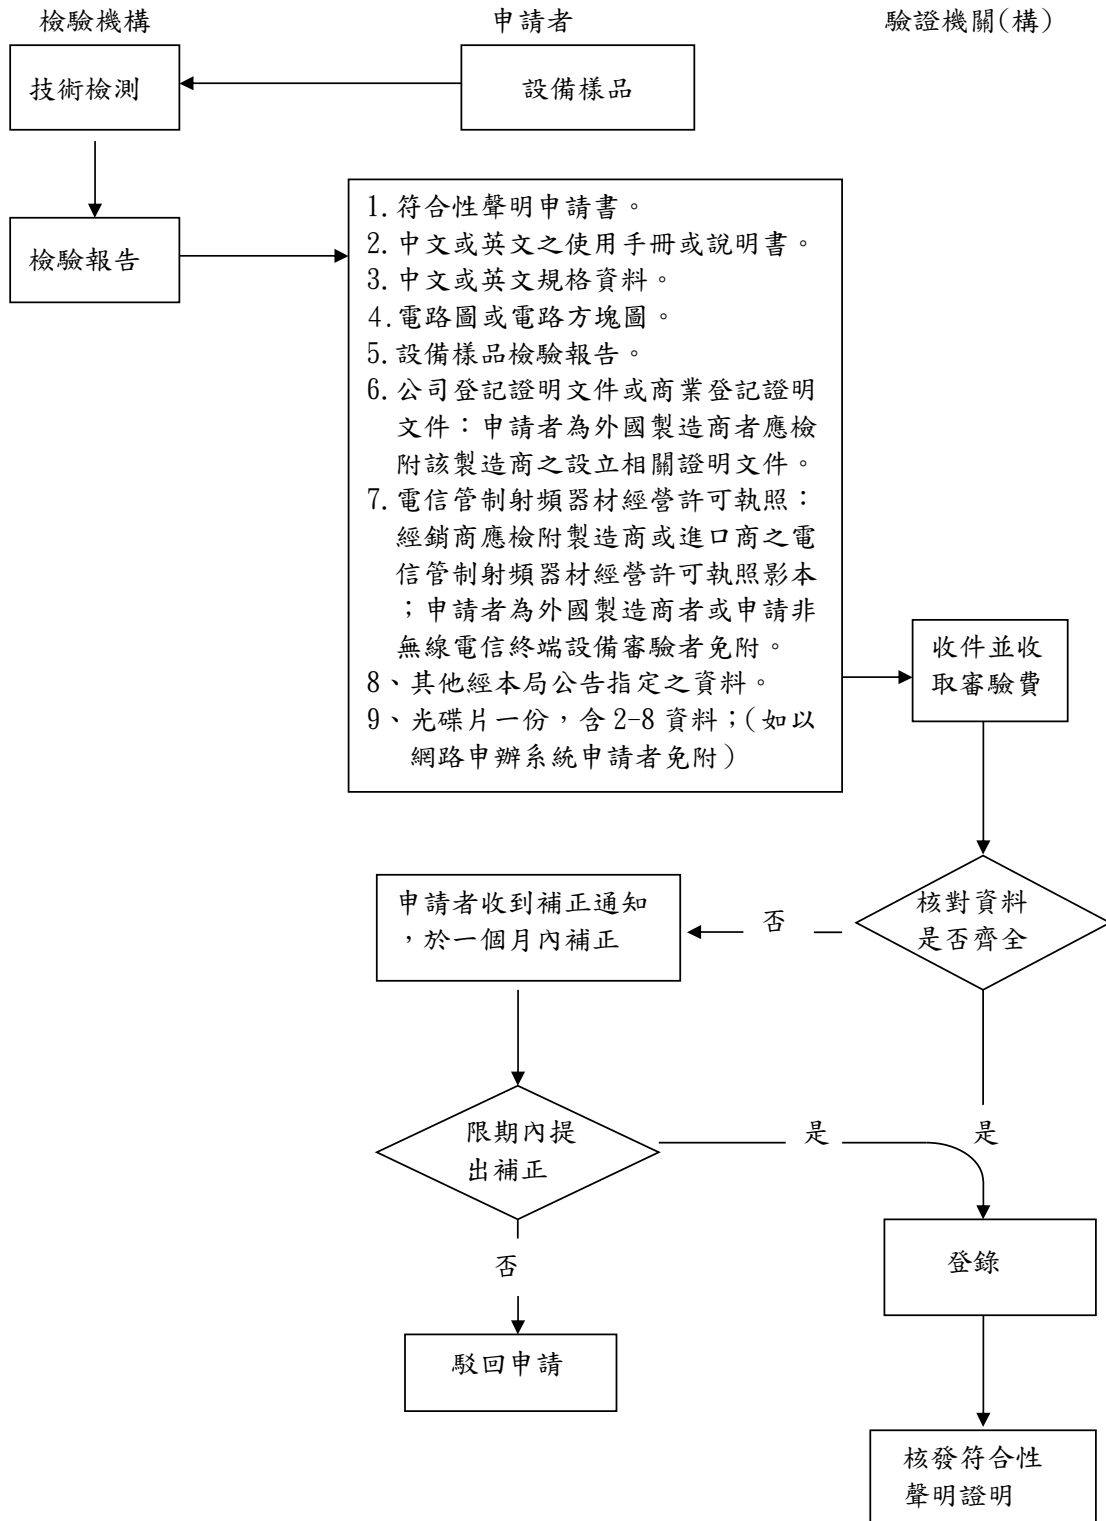 檢驗機構
申請者
驗證機關(構)
技術檢測
設備樣品
檢驗報告
1.符合性聲明申請書。
2.中文或英文之使用手冊或說明書。
3.中文或英文規格資料。
4.電路圖或電路方塊圖。
5.設備樣品檢驗報告。
6.公司登記證明文件或商業登記證明
文件：申請者為外國製造商者應檢
附該製造商之設立相關證明文件。
7.電信管制射頻器材經營許可執照：
經銷商應檢附製造商或進口商之電
信管制射頻器材經營許可執照影本
；申請者為外國製造商者或申請非
無線電信終端設備審驗者免附。
8、其他經本局公告指定之資料。
9、光碟片一份，含 2-8 資料；(如以
網路申辦系統申請者免附)
收件並收
取審驗費
核對資料
是否齊全
否
申請者收到補正通知
，於一個月內補正
限期內提
出補正
是
是
否
登錄
駁回申請
核發符合性
聲明證明